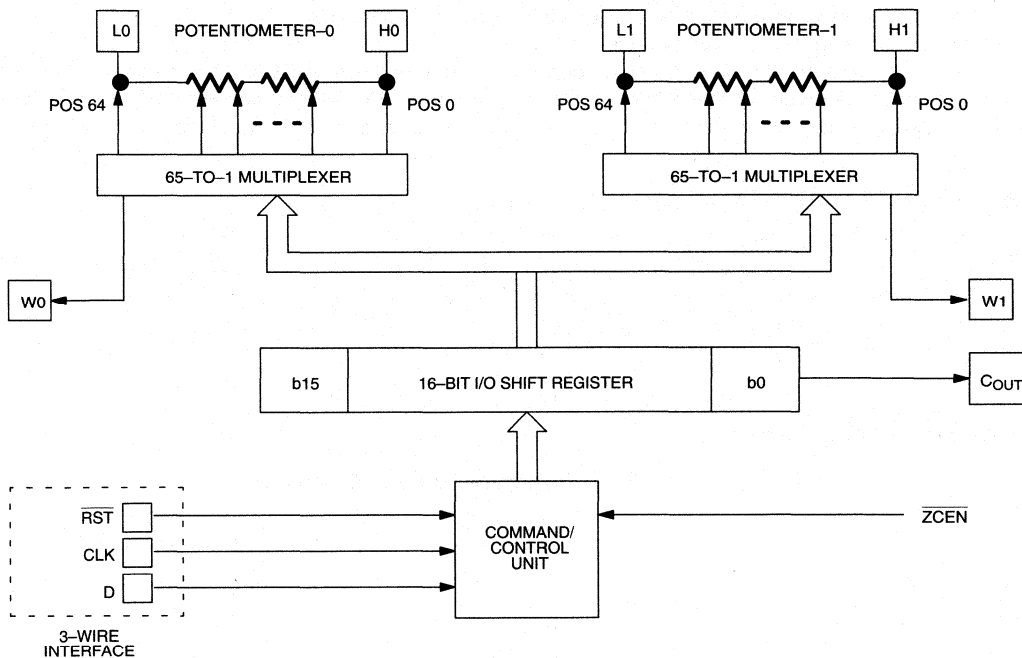 L0
POTENTIOMETER–0
H0
L1
POTENTIOMETER–1
H1
POS 64
POS 0
POS 64
POS 0
65–TO–1 MULTIPLEXER
65–TO–1 MULTIPLEXER
W0
W1
b15
16–BIT I/O SHIFT REGISTER
b0
COUT
RST
CLK
D
COMMAND/
CONTROL
UNIT
ZCEN
3–WIRE
INTERFACE